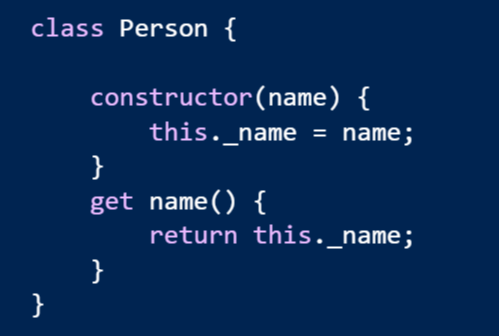 class Person {
    constructor(name) {
        this._name = name;
    }
    get name() {
        return this._name;
    }
}